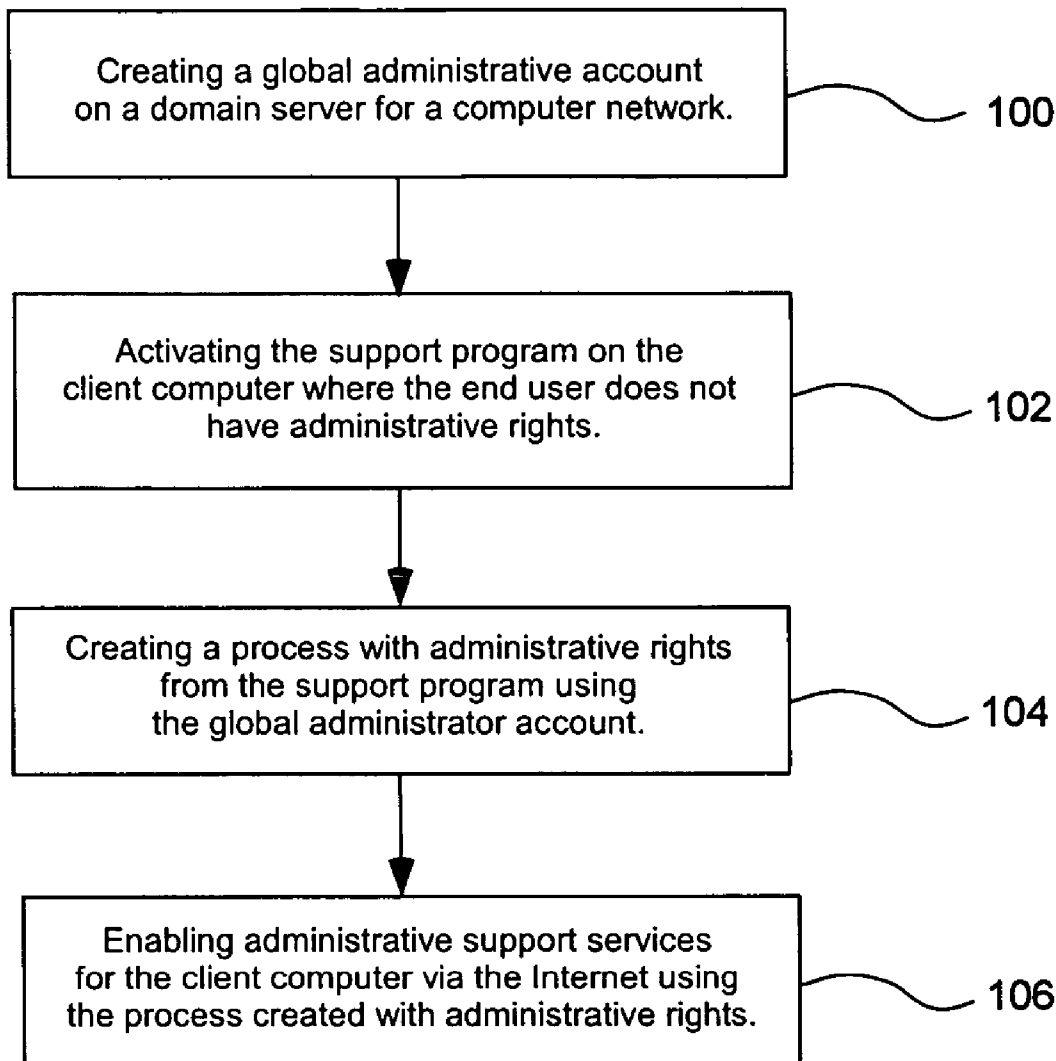 Creating a global administrative account
on a domain server for a computer network.
100
Activating the support program on the
client computer where the end user does not
have administrative rights.
102
Creating a process with administrative rights
from the support program using
the global administrator account.
104
Enabling administrative support services
for the client computer via the Internet using
the process created with administrative rights.
106